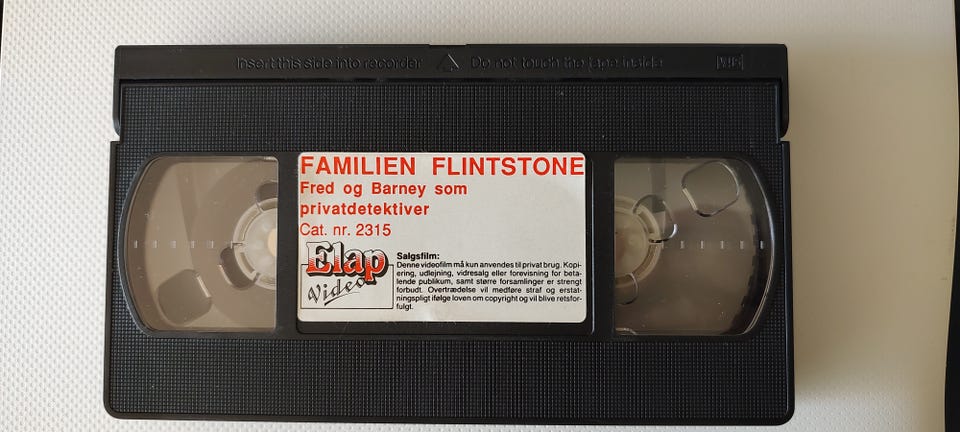 Insert this side into recorder △ Do not touch the tape inside VHS
FAMILIEN FLINTSTONE
Fred og Barney som
privatdetektiver
Cat. nr. 2315
Elap
Video
Salgsfilm:
Denne videofilm må kun anvendes til privat brug. Kopi-
ering, udlejning, vidresalg eller forevisning for beta-
lende publikum, samt større forsamlinger er strengt
forbudt. Overtrædelse vil medføre straf og erstat-
ningspligt ifølge loven om copyright og vil blive retsfor-
fulgt.